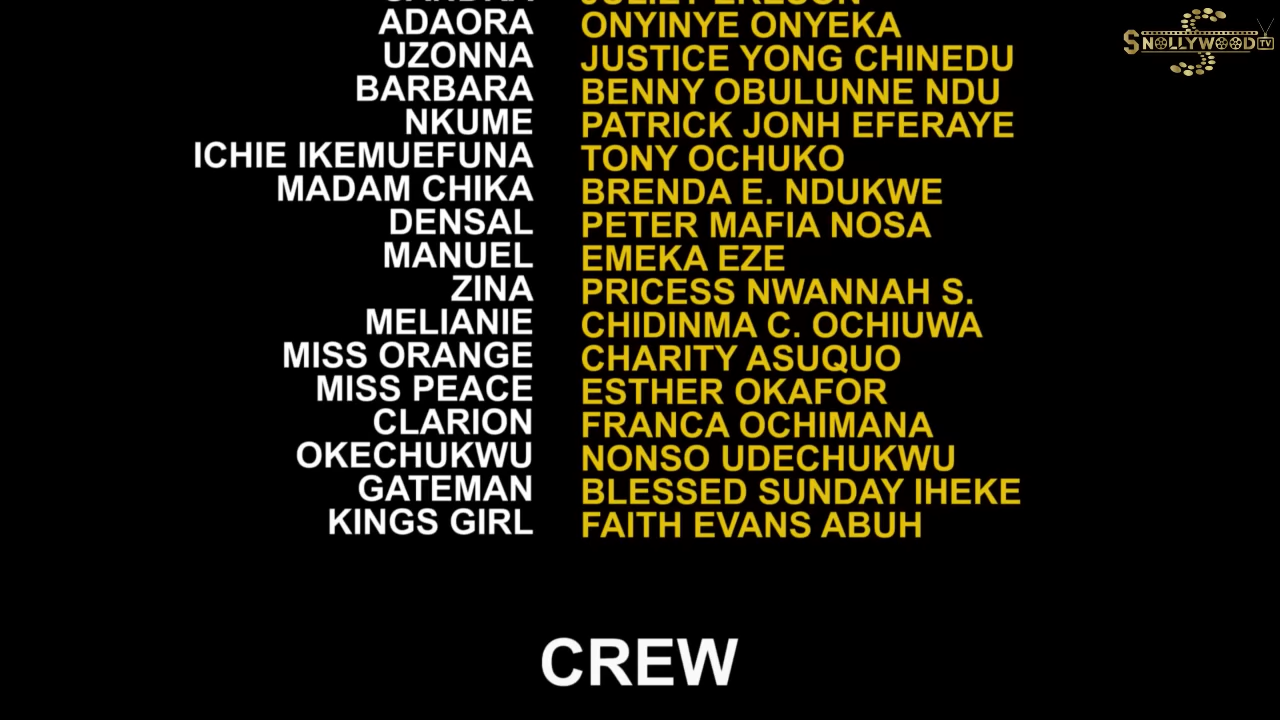 ADAORA ONYINYE ONYEKA
UZONNA JUSTICE YONG CHINEDU
BARBARA BENNY OBULUNNE NDU
NKUME PATRICK JONH EFERAYE
ICHIE IKEMUEFUNA TONY OCHUKO
MADAM CHIKA BRENDA E. NDUKWE
DENSAL PETER MAFIA NOSA
MANUEL EMEKA EZE
ZINA PRICESS NWANNAH S.
MELIANIE CHIDINMA C. OCHIUWA
MISS ORANGE CHARITY ASUQUO
MISS PEACE ESTHER OKAFOR
CLARION FRANCA OCHIMANA
OKECHUKWU NONSO UDECHUKWU
GATEMAN BLESSED SUNDAY IHEKE
KINGS GIRL FAITH EVANS ABUH
CREW
SNOLLYWOOD TV